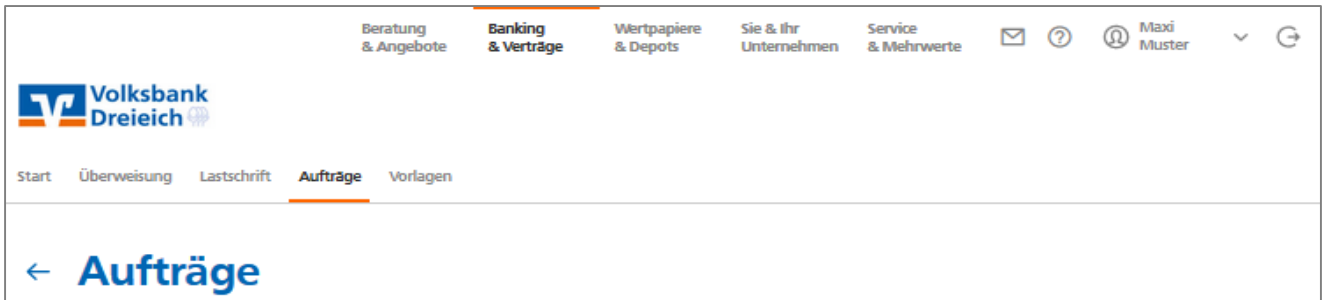 Beratung
& Angebote
Banking
& Verträge
Wertpapiere
& Depots
Sie & Ihr
Unternehmen
Service
& Mehrwerte
Maxi
Muster
Volksbank
Dreieich
Start Überweisung Lastschrift Aufträge Vorlagen
Aufträge